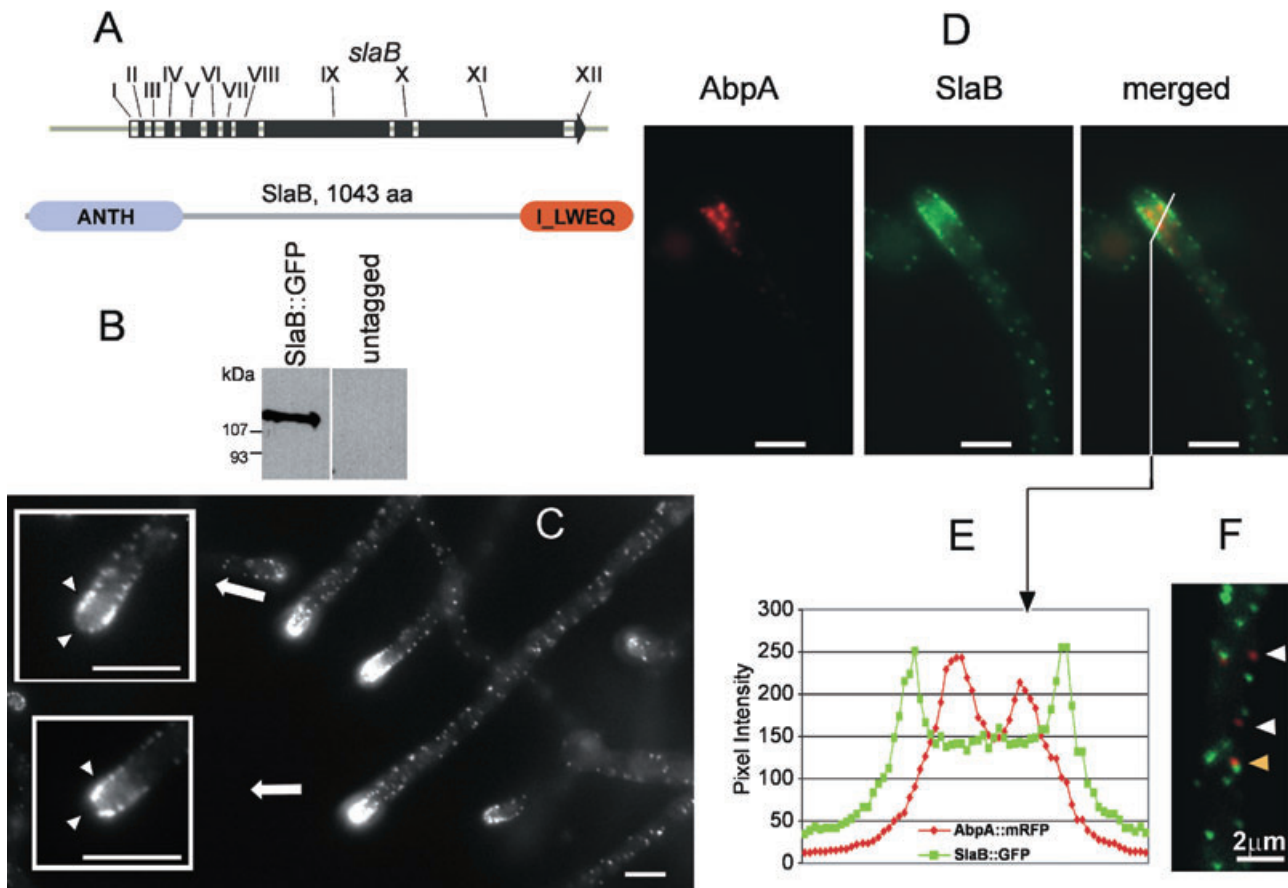 A
slaB
I II III IV V VI VII VIII IX X XI XII
SlaB, 1043 aa
ANTH
I_LWEQ
B
SlaB::GFP
untagged
kDa
107
93
C
D
AbpA SlaB merged
E
300
250
200
150
100
50
0
Pixel Intensity
AbpA::mRFP
SlaB::GFP
F
2µm